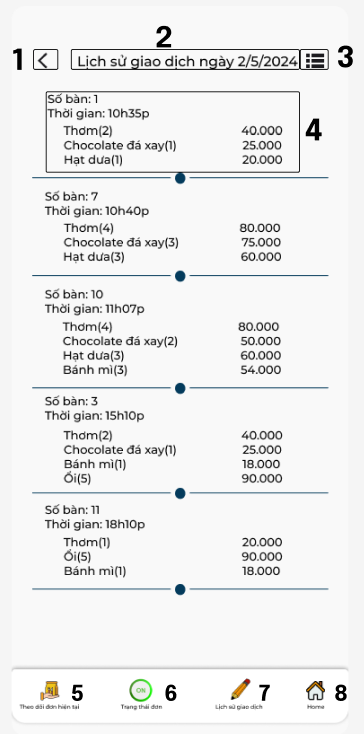 2
1
Lịch sử giao dịch ngày 2/5/2024
3
Số bàn: 1
Thời gian: 10h35p
Thơm(2) 40.000
Chocolate đá xay(1) 25.000
Hạt dưa(1) 20.000
4
Số bàn: 7
Thời gian: 10h40p
Thơm(4) 80.000
Chocolate đá xay(3) 75.000
Hạt dưa(3) 60.000
Số bàn: 10
Thời gian: 11h07p
Thơm(4) 80.000
Chocolate đá xay(2) 50.000
Hạt dưa(3) 60.000
Bánh mì(3) 54.000
Số bàn: 3
Thời gian: 15h10p
Thơm(2) 40.000
Chocolate đá xay(1) 25.000
Bánh mì(1) 18.000
Ổi(5) 90.000
Số bàn: 11
Thời gian: 18h10p
Thơm(1) 20.000
Ổi(5) 90.000
Bánh mì(1) 18.000
5 ON 6 7 8
Theo dõi đơn hiện tại Trạng thái đơn Lịch sử giao dịch Home